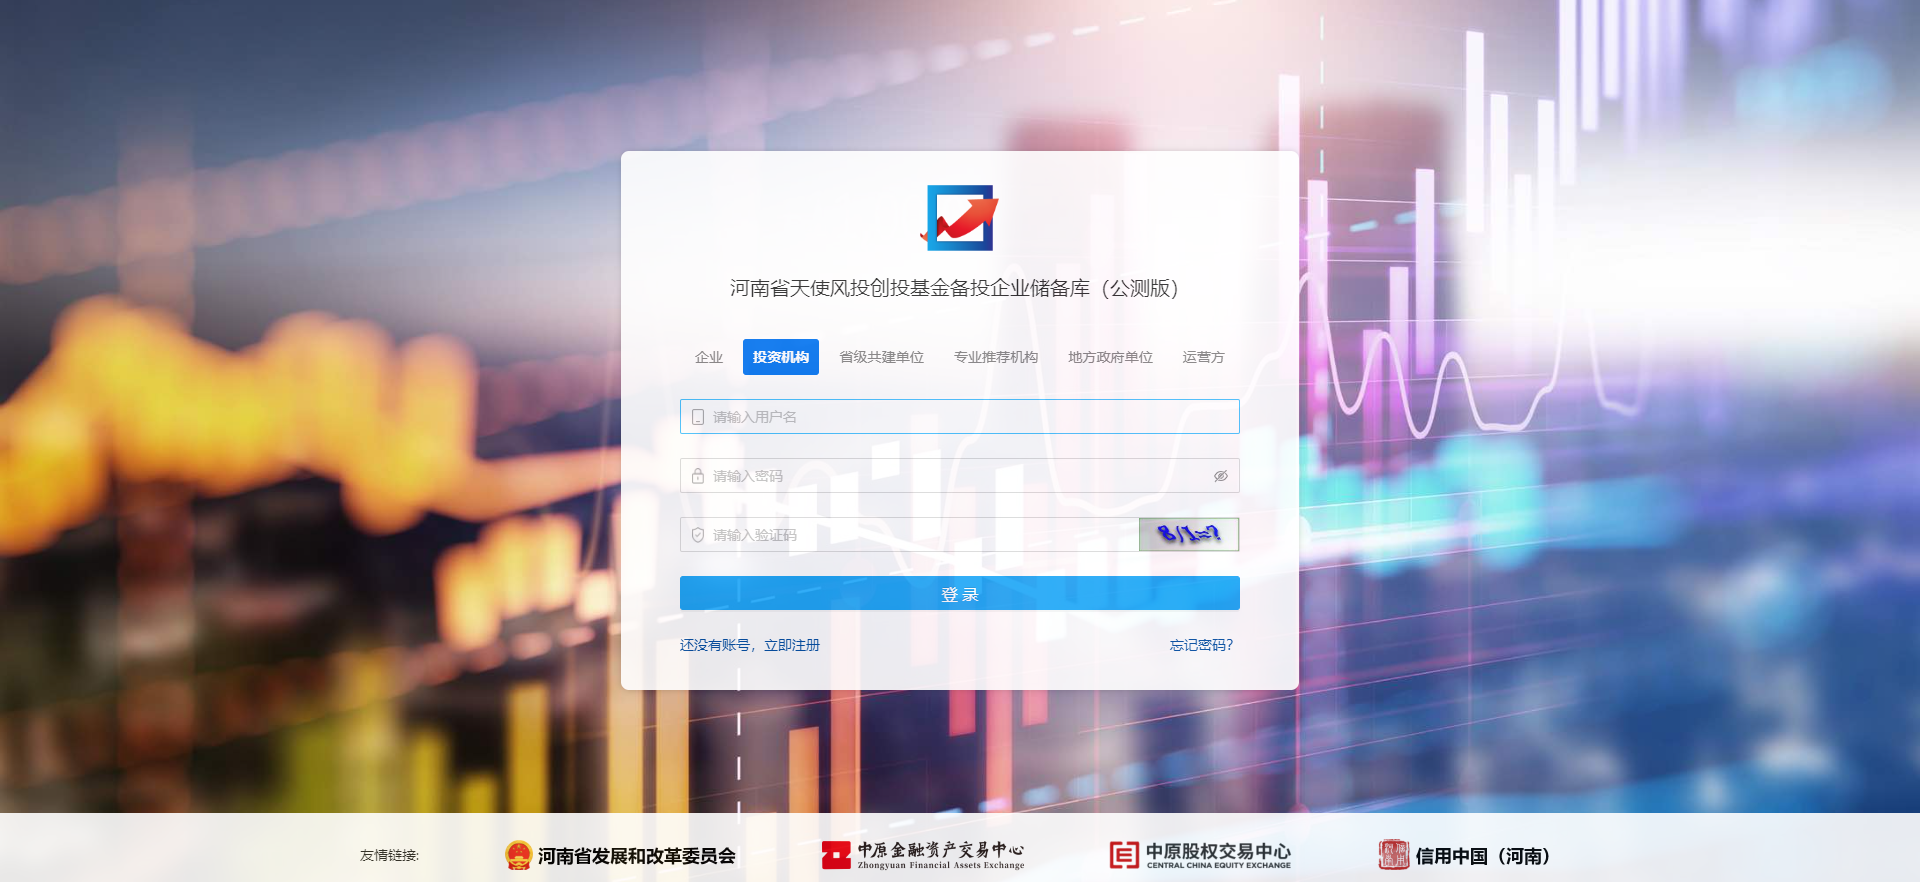 河南省天使风投创投基金备投企业储备库（公测版）
企业 投资机构 省级共建单位 专业推荐机构 地方政府单位 运营方
请输入用户名
请输入密码
请输入验证码 8/1=?
登录
还没有账号，立即注册 忘记密码？
友情链接: 河南省发展和改革委员会 中原金融资产交易中心 中原股权交易中心 信用中国（河南）
Zhongyuan Financial Assets Exchange CENTRAL CHINA EQUITY EXCHANGE